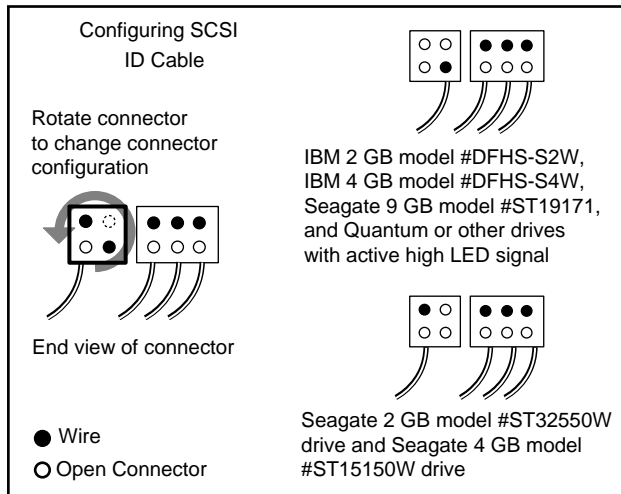 Configuring SCSI
ID Cable
Rotate connector
to change connector
configuration
End view of connector
Wire
Open Connector
IBM 2 GB model #DFHS-S2W,
IBM 4 GB model #DFHS-S4W,
Seagate 9 GB model #ST19171,
and Quantum or other drives
with active high LED signal
Seagate 2 GB model #ST32550W
drive and Seagate 4 GB model
#ST15150W drive